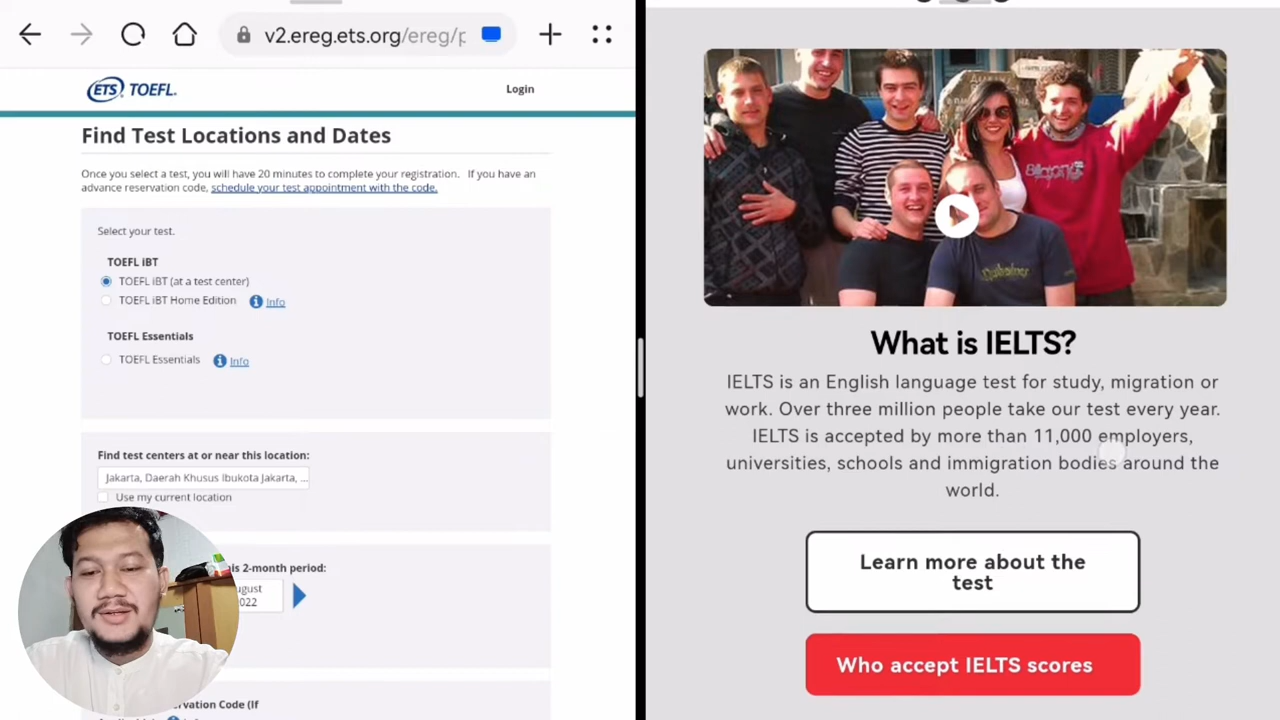 v2.ereg.ets.org/ereg/p
ETS TOEFL.
Login
Find Test Locations and Dates
Once you select a test, you will have 20 minutes to complete your registration. If you have an
advance reservation code, schedule your test appointment with the code.
Select your test.
TOEFL iBT
TOEFL iBT (at a test center)
TOEFL iBT Home Edition
Info
TOEFL Essentials
TOEFL Essentials
Info
Find test centers at or near this location:
Jakarta, Daerah Khusus Ibukota Jakarta, ...
Use my current location
is 2-month period:
ugust
022
rvation Code (If
What is IELTS?
IELTS is an English language test for study, migration or
work. Over three million people take our test every year.
IELTS is accepted by more than 11,000 employers,
universities, schools and immigration bodies around the
world.
Learn more about the
test
Who accept IELTS scores